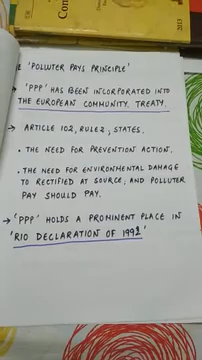 'POLLUTER PAYS PRINCIPLE'
→ 'PPP' HAS BEEN INCORPORATED INTO
THE EUROPEAN COMMUNITY TREATY.
→ ARTICLE 102, RULE2, STATES,
• THE NEED FOR PREVENTION ACTION.
• THE NEED FOR ENVIRONMENTAL DAMAGE
TO RECTIFIED AT SOURCE, AND POLLUTER
PAY SHOULD PAY.
→ 'PPP' HOLDS A PROMINENT PLACE IN
'RIO DECLARATION OF 1992'